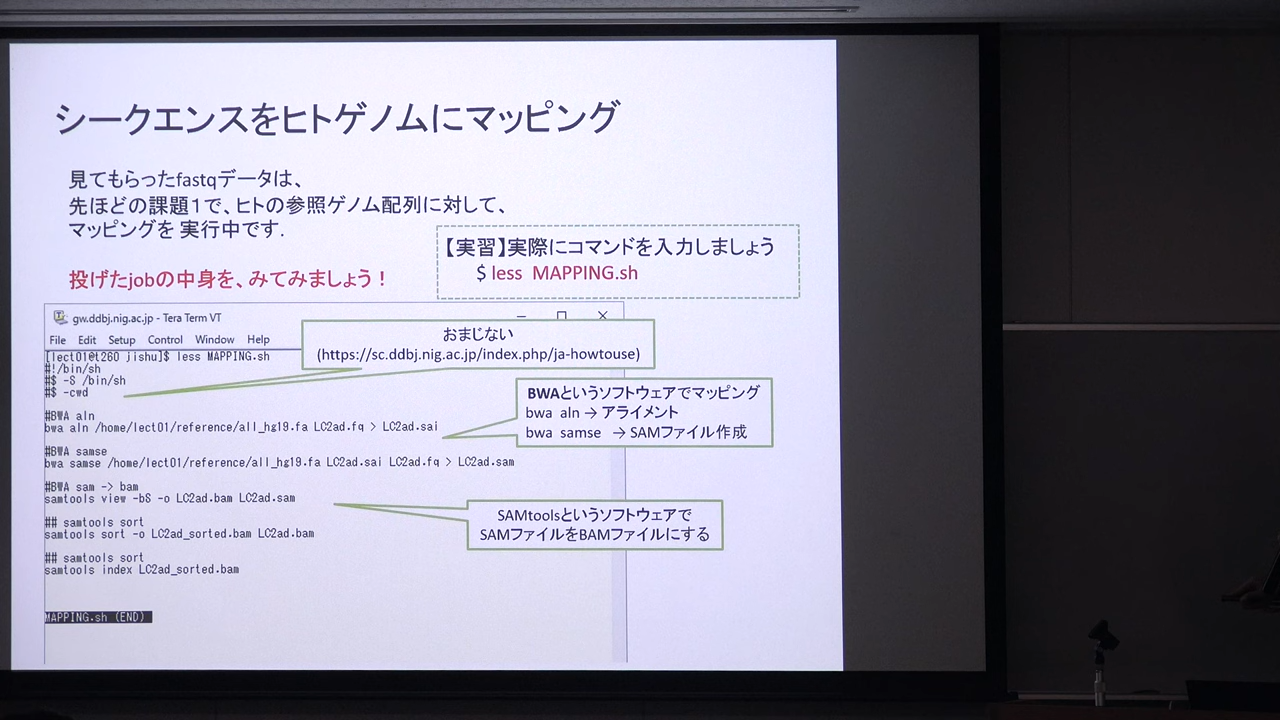 シークエンスをヒトゲノムにマッピング
見てもらったfastqデータは、
先ほどの課題１で、ヒトの参照ゲノム配列に対して、
マッピングを 実行中です.
【実習】実際にコマンドを入力しましょう
$ less MAPPING.sh
投げたjobの中身を、みてみましょう！
gw.ddbj.nig.ac.jp - Tera Term VT
File Edit Setup Control Window Help
おまじない
(https://sc.ddbj.nig.ac.jp/index.php/ja-howtouse)
[lect01@t260 jishu]$ less MAPPING.sh
#!/bin/sh
#$ -S /bin/sh
#$ -cwd
BWAというソフトウェアでマッピング
bwa aln → アライメント
bwa samse → SAMファイル作成
#BWA aln
bwa aln /home/lect01/reference/all_hg19.fa LC2ad.fq > LC2ad.sai
#BWA samse
bwa samse /home/lect01/reference/all_hg19.fa LC2ad.sai LC2ad.fq > LC2ad.sam
#BWA sam -> bam
samtools view -bS -o LC2ad.bam LC2ad.sam
SAMtoolsというソフトウェアで
SAMファイルをBAMファイルにする
## samtools sort
samtools sort -o LC2ad_sorted.bam LC2ad.bam
## samtools sort
samtools index LC2ad_sorted.bam
MAPPING.sh (END)